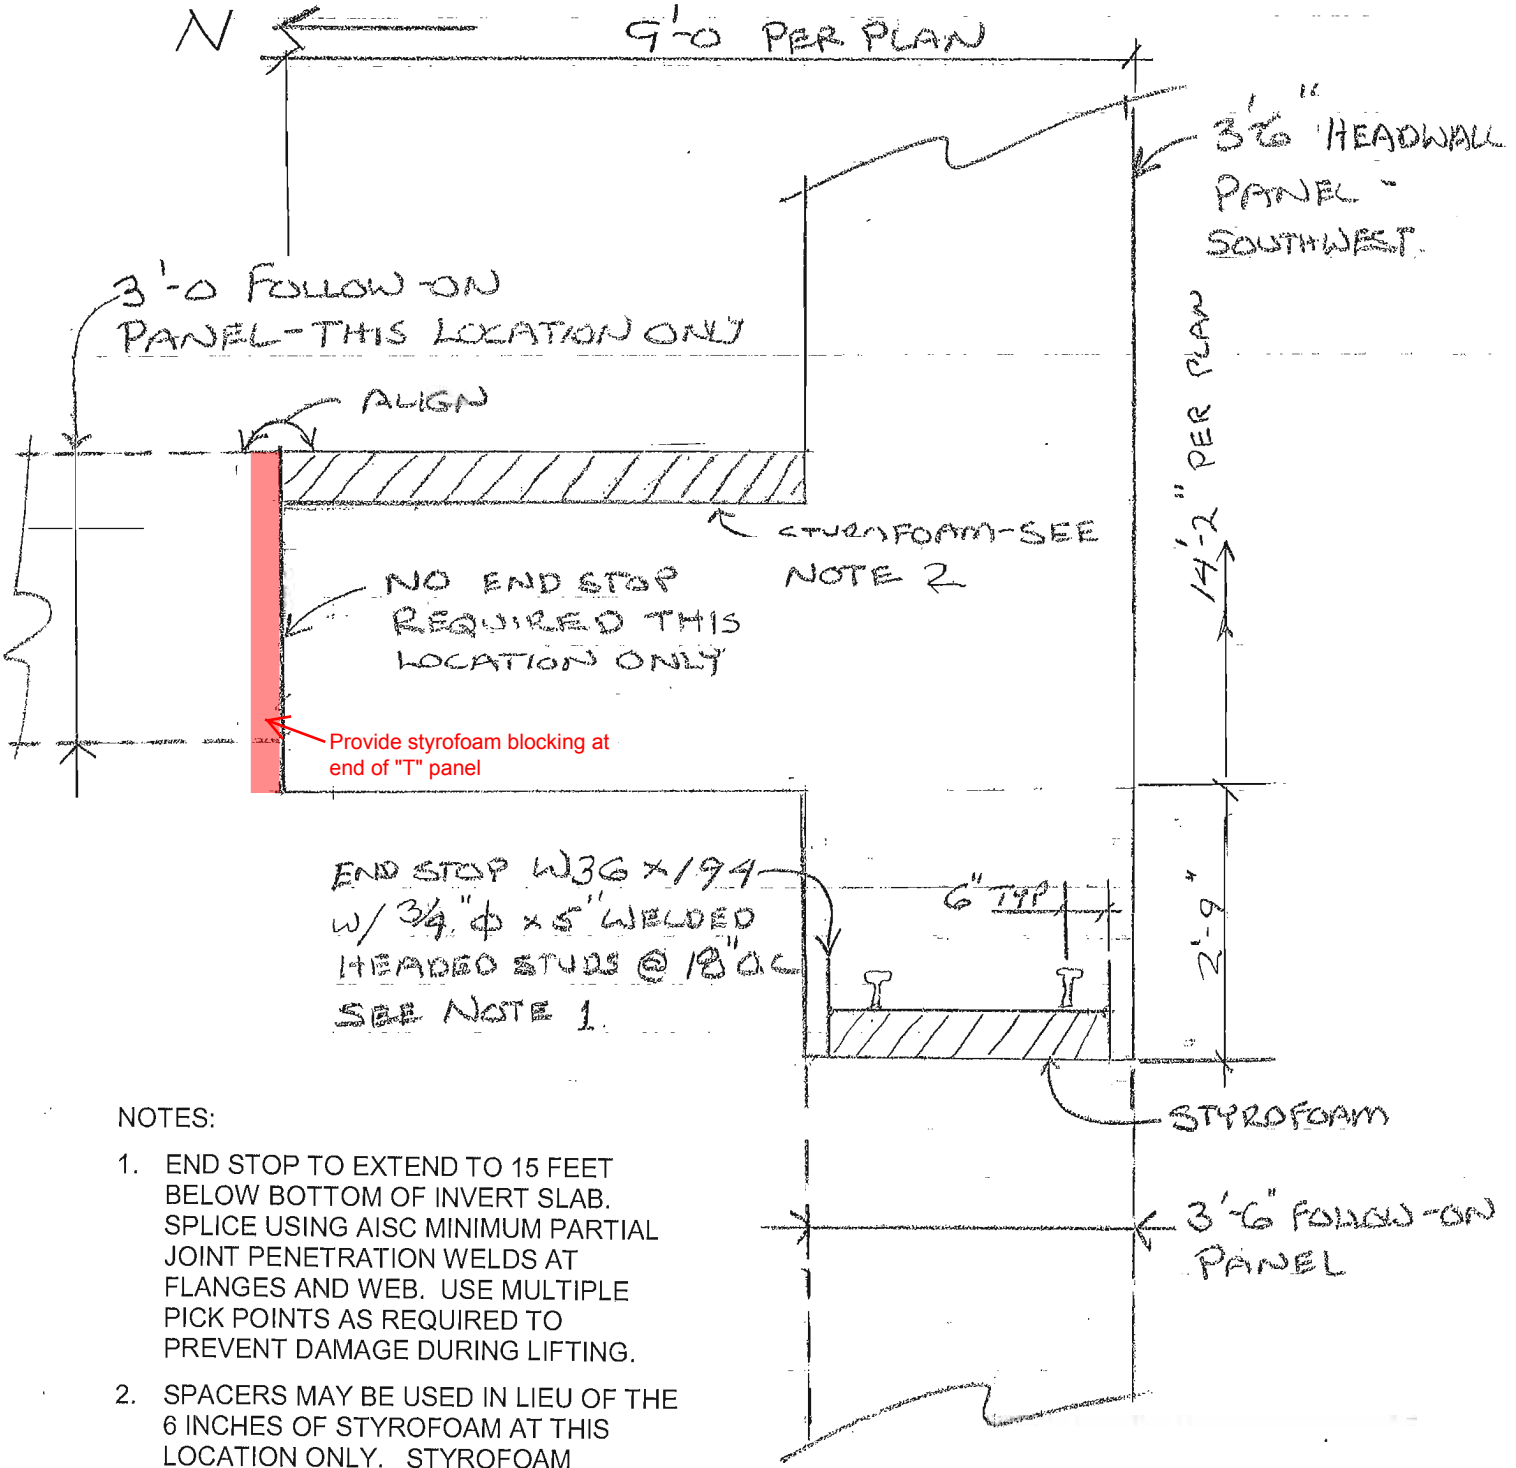 N
9'-0 PER PLAN
3'-6" HEADWALL
PANEL -
SOUTHWEST.
3'-0 FOLLOW-ON
PANEL-THIS LOCATION ONLY
ALIGN
14'-2" PER PLAN
STYROFOAM-SEE
NOTE 2
NO END STOP
REQUIRED THIS
LOCATION ONLY
Provide styrofoam blocking at
end of "T" panel
END STOP W36 x 194
W/ 3/4"ϕ x 5" WELDED
HEADED STUDS @ 18"O.C
SEE NOTE 1.
6" TYP
2'-9"
STYROFOAM
3'-6" FOLLOW-ON
PANEL
NOTES:
1. END STOP TO EXTEND TO 15 FEET
BELOW BOTTOM OF INVERT SLAB.
SPLICE USING AISC MINIMUM PARTIAL
JOINT PENETRATION WELDS AT
FLANGES AND WEB. USE MULTIPLE
PICK POINTS AS REQUIRED TO
PREVENT DAMAGE DURING LIFTING.
2. SPACERS MAY BE USED IN LIEU OF THE
6 INCHES OF STYROFOAM AT THIS
LOCATION ONLY. STYROFOAM